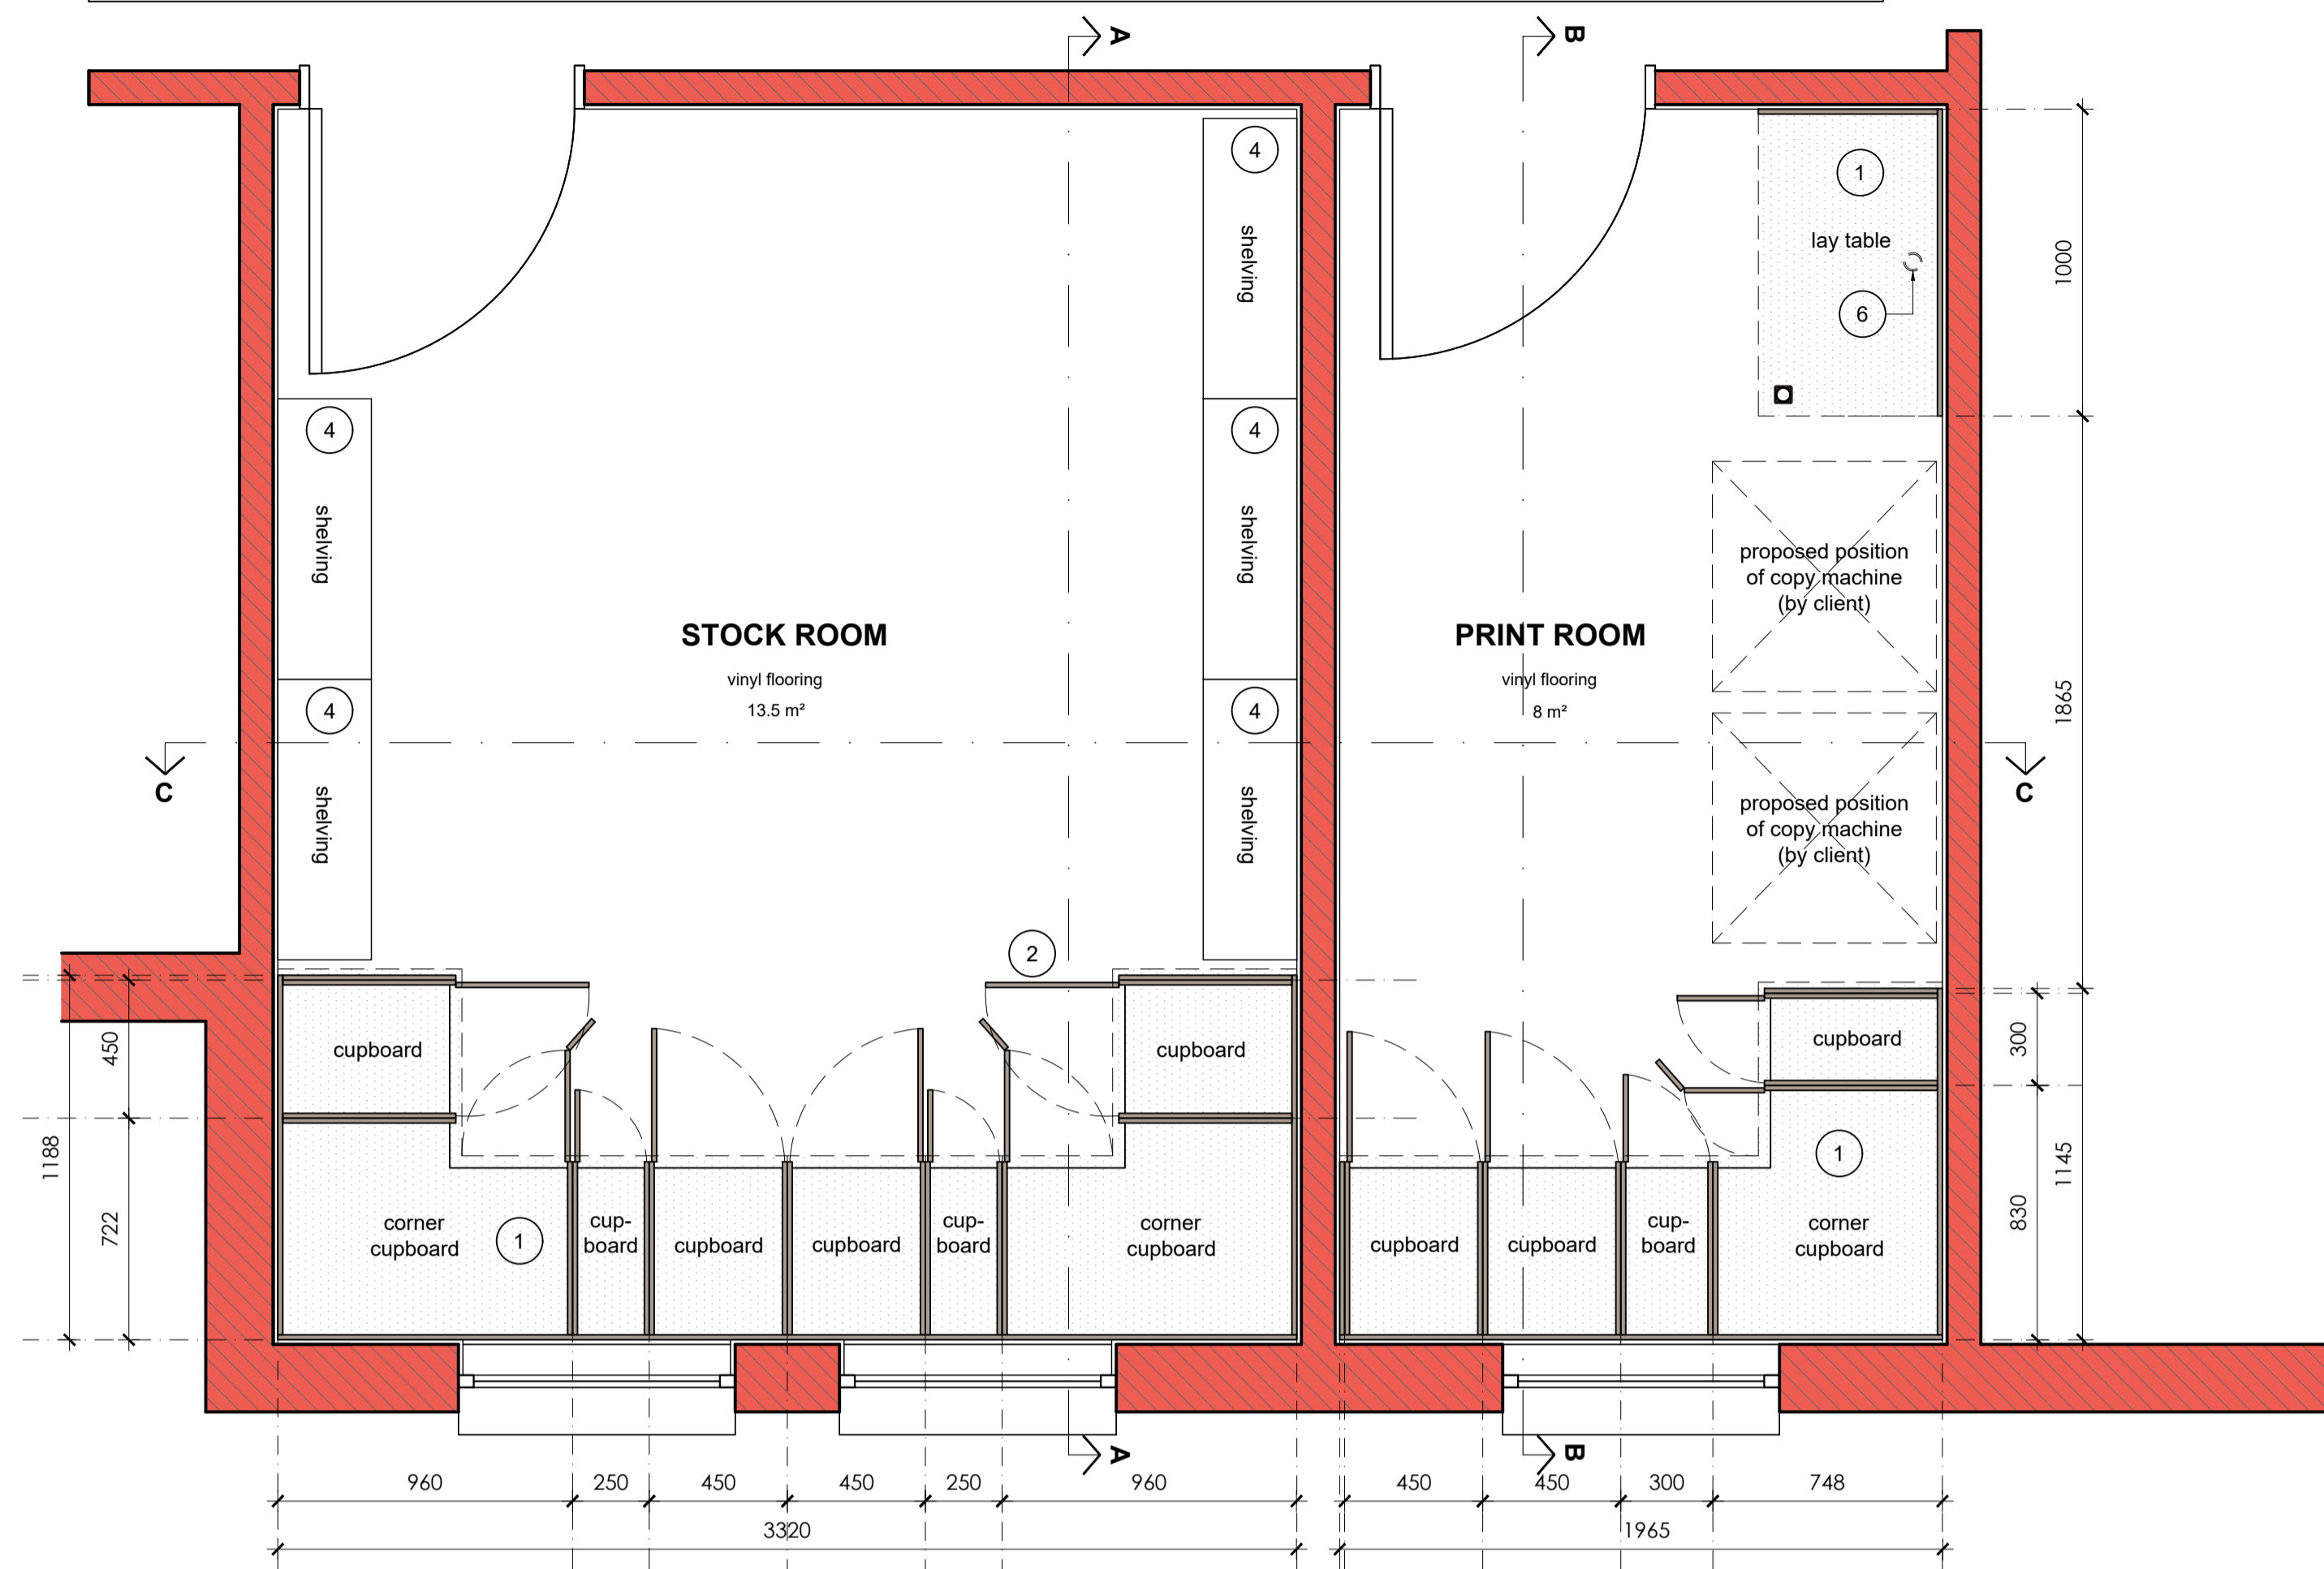 A
B
4
1
lay table
6
1000
shelving
4
4
shelving
shelving
proposed position
of copy machine
(by client)
STOCK ROOM
vinyl flooring
13.5 m²
PRINT ROOM
vinyl flooring
8 m²
1865
4
4
shelving
shelving
proposed position
of copy machine
(by client)
C
C
2
cupboard
cupboard
cupboard
450
300
1188
722
1145
830
1
corner
cupboard
1
cup-
board
cupboard
cupboard
cup-
board
corner
cupboard
cupboard
cupboard
cup-
board
corner
cupboard
A
B
960
250
450
450
250
960
450
450
300
748
3320
1965